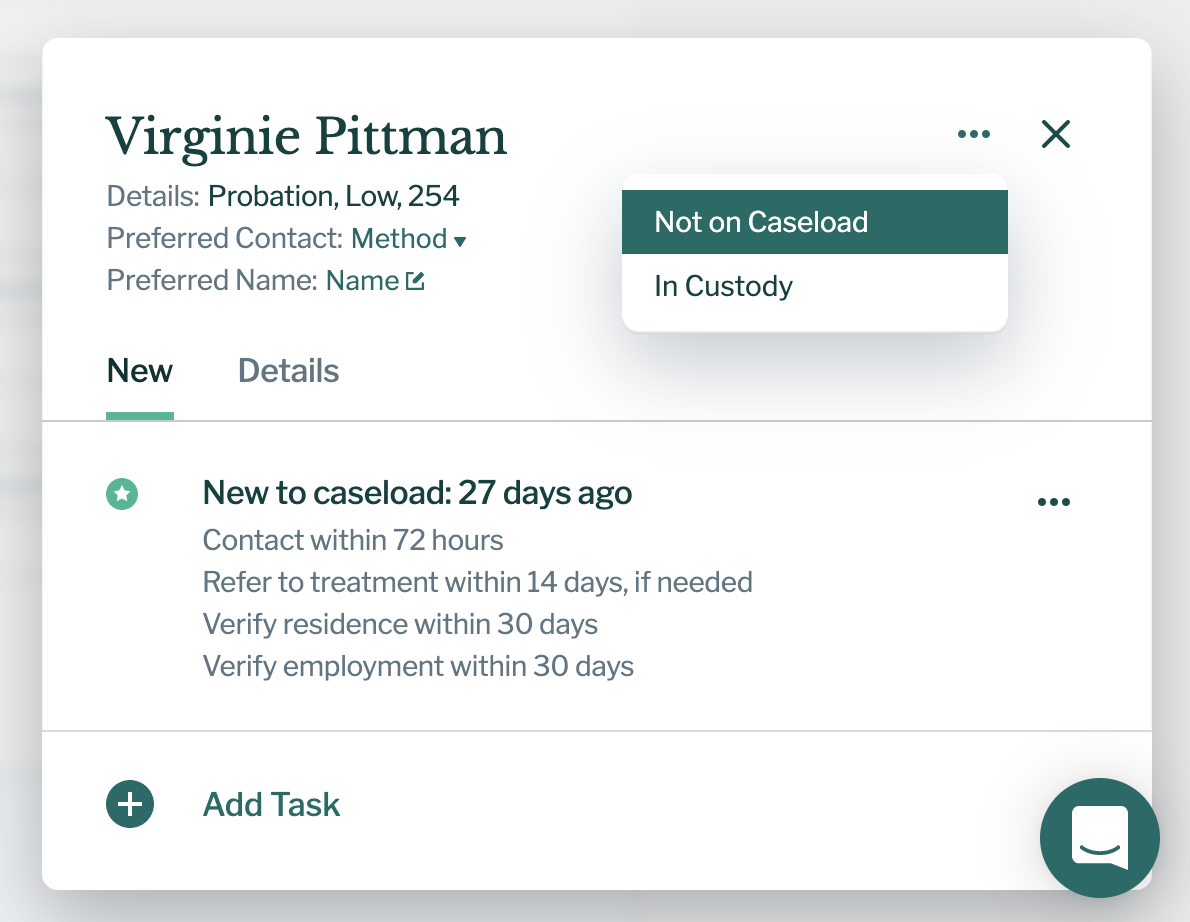 Virginie Pittman
Details: Probation, Low, 254
Preferred Contact: Method
Preferred Name: Name
Not on Caseload
In Custody
New
Details
New to caseload: 27 days ago
Contact within 72 hours
Refer to treatment within 14 days, if needed
Verify residence within 30 days
Verify employment within 30 days
Add Task